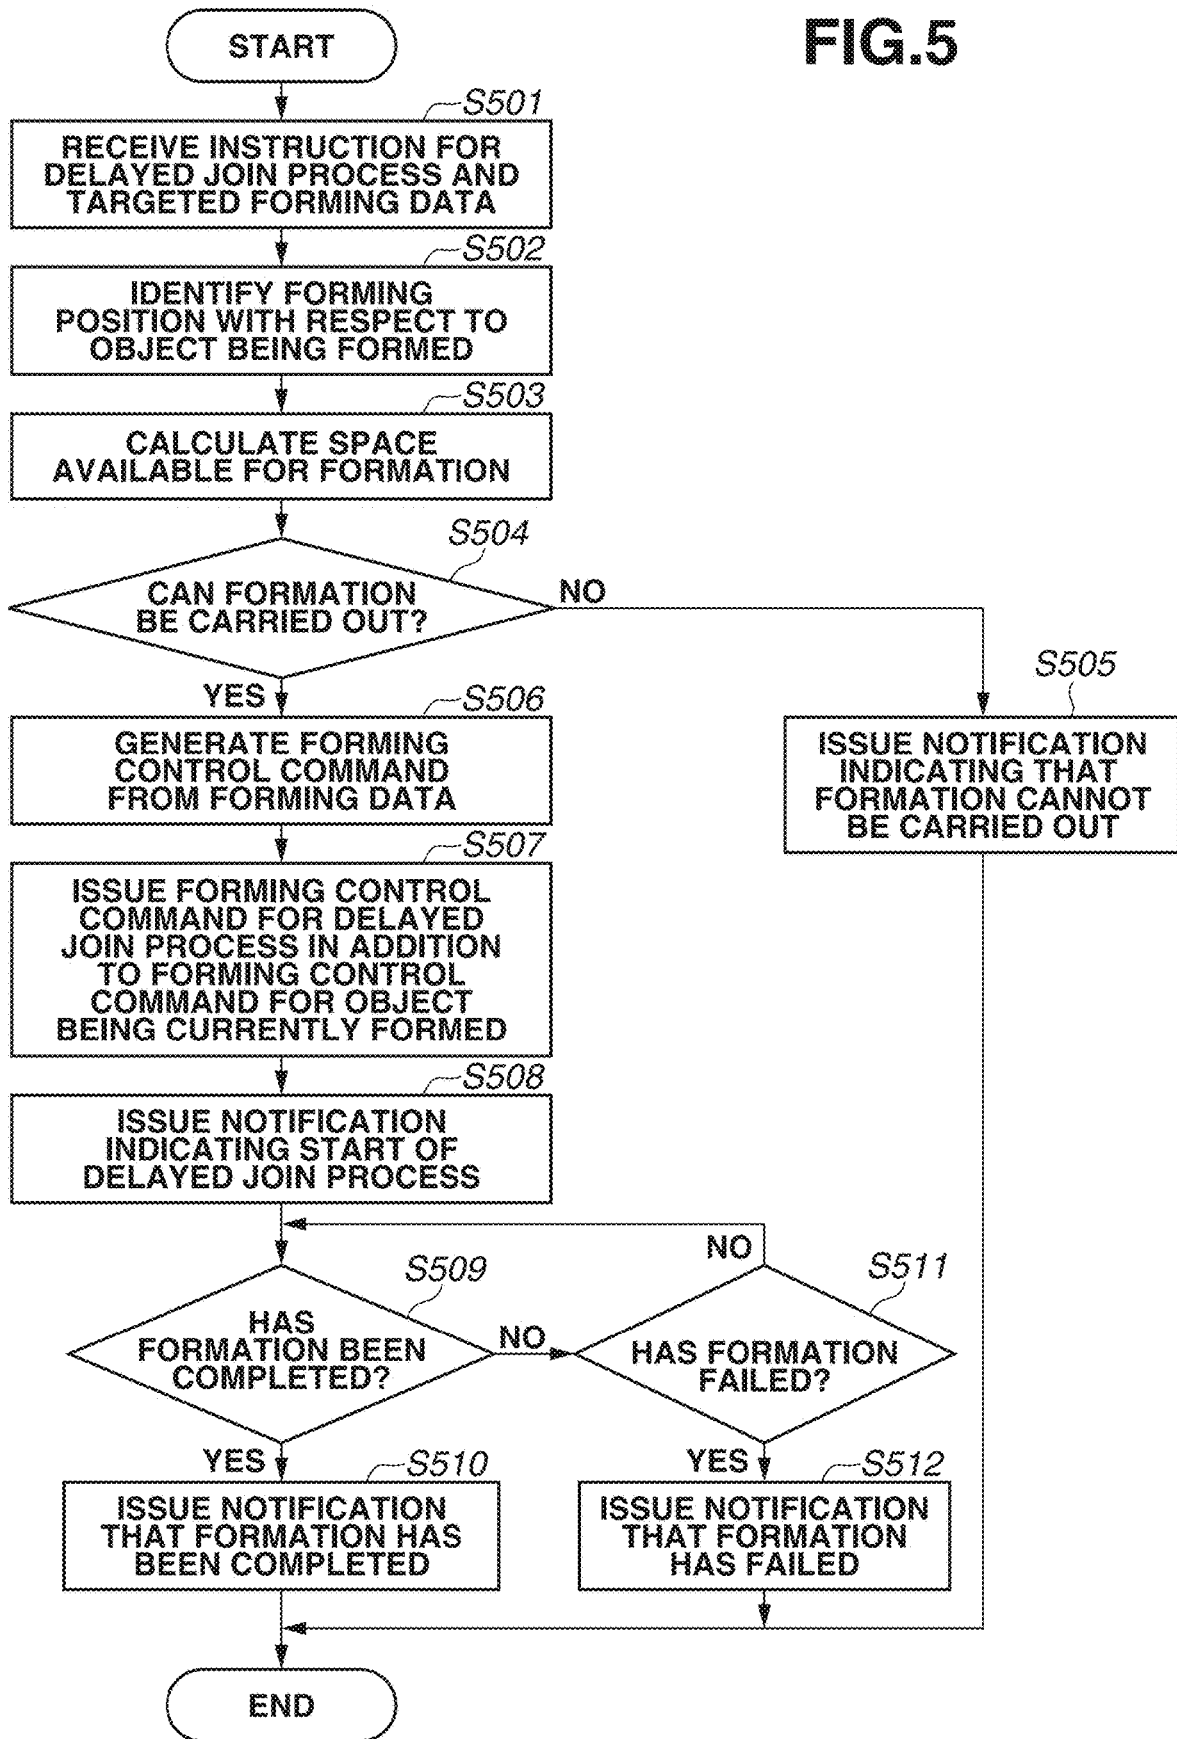 FIG.5
START
S501
RECEIVE INSTRUCTION FOR
DELAYED JOIN PROCESS AND
TARGETED FORMING DATA
S502
IDENTIFY FORMING
POSITION WITH RESPECT TO
OBJECT BEING FORMED
S503
CALCULATE SPACE
AVAILABLE FOR FORMATION
S504
CAN FORMATION
BE CARRIED OUT?
NO
YES
S505
ISSUE NOTIFICATION
INDICATING THAT
FORMATION CANNOT
BE CARRIED OUT
S506
GENERATE FORMING
CONTROL COMMAND
FROM FORMING DATA
S507
ISSUE FORMING CONTROL
COMMAND FOR DELAYED
JOIN PROCESS IN ADDITION
TO FORMING CONTROL
COMMAND FOR OBJECT
BEING CURRENTLY FORMED
S508
ISSUE NOTIFICATION
INDICATING START OF
DELAYED JOIN PROCESS
S509
HAS
FORMATION BEEN
COMPLETED?
NO
YES
S510
ISSUE NOTIFICATION
THAT FORMATION HAS
BEEN COMPLETED
NO
S511
HAS FORMATION
FAILED?
YES
S512
ISSUE NOTIFICATION
THAT FORMATION
HAS FAILED
END